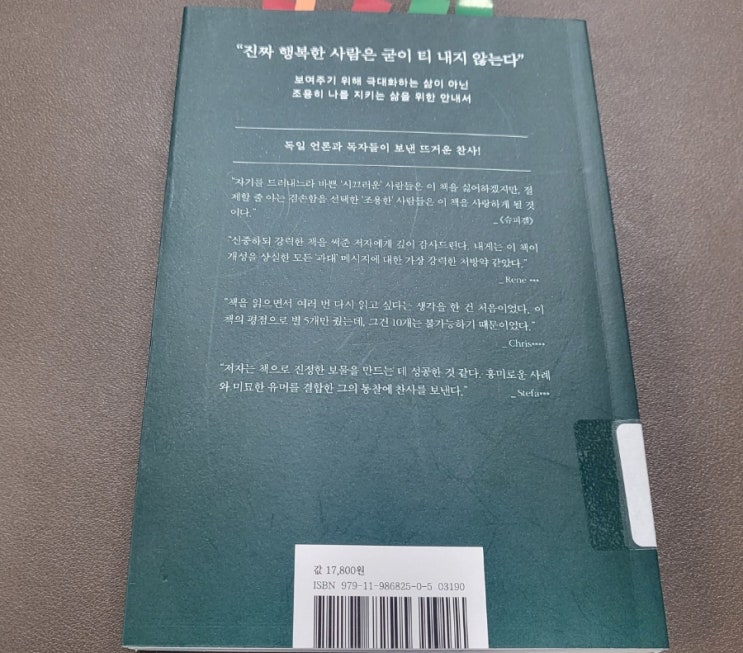 “진짜 행복한 사람은 굳이 티 내지 않는다”
보여주기 위해 극대화하는 삶이 아닌
조용히 나를 지키는 삶을 위한 안내서
독일 언론과 독자들이 보낸 뜨거운 찬사!
“자기를 드러내느라 바쁜 ‘시끄러운’ 사람들은 이 책을 싫어하겠지만, 절
제할 줄 아는 겸손함을 선택한 ‘조용한’ 사람들은 이 책을 사랑하게 될 것
이다.”
_《슈피겔》
“신중하되 강력한 책을 써준 저자에게 깊이 감사드린다. 내게는 이 책이
개성을 상실한 모든 ‘과대’ 메시지에 대한 가장 강력한 처방약 같았다.”
_ Rene •••
“책을 읽으면서 여러 번 다시 읽고 싶다는 생각을 한 건 처음이었다. 이
책의 평점으로 별 5개만 줬는데, 그건 10개는 불가능하기 때문이었다.”
_ Chris••••
“저자는 책으로 진정한 보물을 만드는 데 성공한 것 같다. 흥미로운 사례
와 미묘한 유머를 결합한 그의 통찰에 찬사를 보낸다.”
_ Stefa•••
값 17,800원
ISBN 979-11-986825-0-5 03190